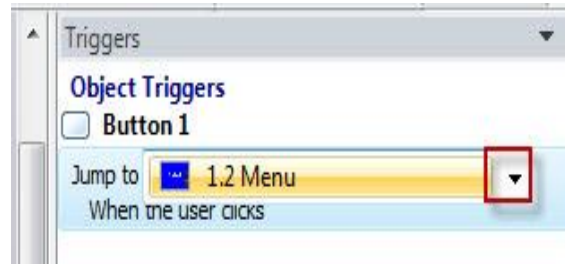 Triggers
Object Triggers
Button 1
Jump to 1.2 Menu
When the user clicks